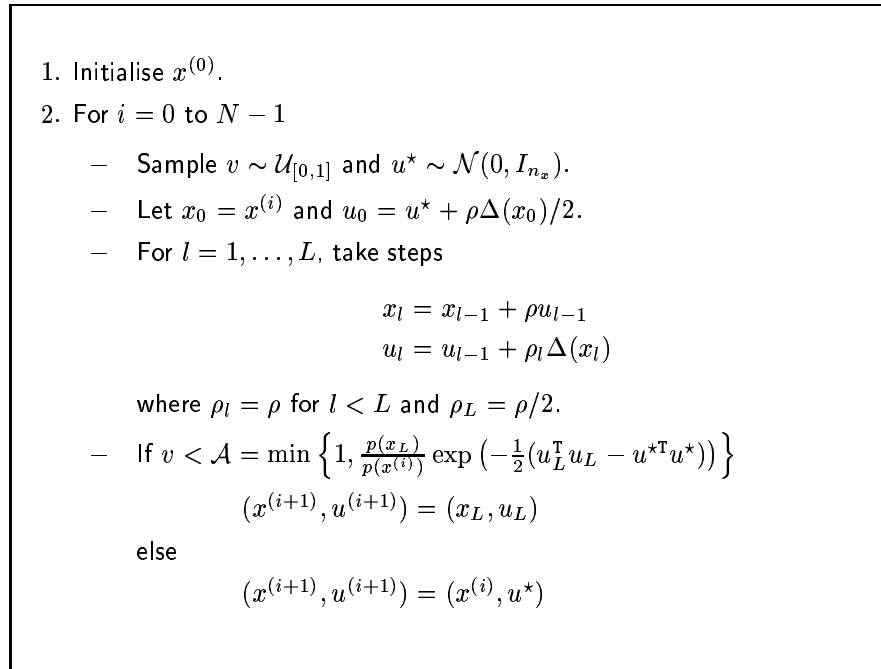 1. Initialise x^{(0)}.
2. For i = 0 to N − 1
− Sample v ∼ 𝒰_{[0,1]} and u^⋆ ∼ 𝒩(0, I_{n_x}).
− Let x_0 = x^{(i)} and u_0 = u^⋆ + ρΔ(x_0)/2.
− For l = 1, . . . , L, take steps
x_l = x_{l−1} + ρu_{l−1}
u_l = u_{l−1} + ρ_lΔ(x_l)
where ρ_l = ρ for l < L and ρ_L = ρ/2.
− If v < 𝒜 = min {1, \frac{p(x_L)}{p(x^{(i)})} exp (−\frac{1}{2}(u_L^T u_L − u^{⋆T} u^⋆))}
(x^{(i+1)}, u^{(i+1)}) = (x_L, u_L)
else
(x^{(i+1)}, u^{(i+1)}) = (x^{(i)}, u^⋆)